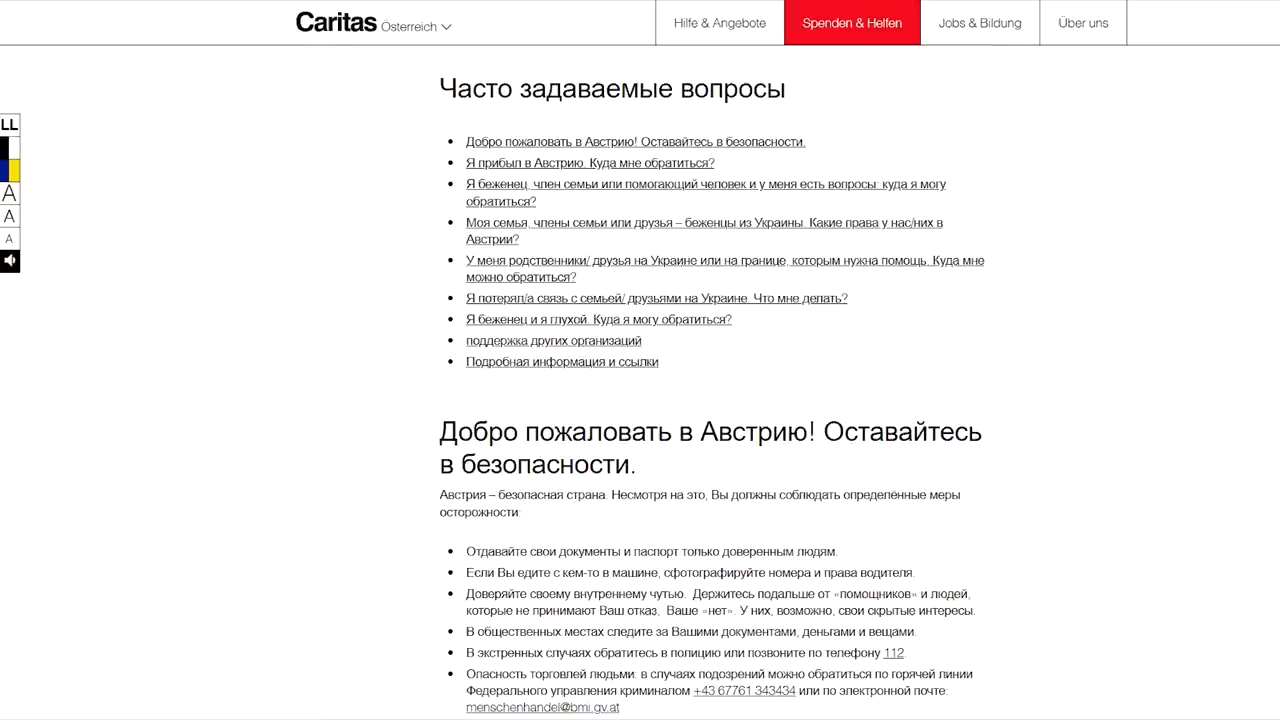 Caritas Österreich
Hilfe & Angebote
Spenden & Helfen
Jobs & Bildung
Über uns
LL
A
A
A
Часто задаваемые вопросы
Добро пожаловать в Австрию! Оставайтесь в безопасности.
Я прибыл в Австрию. Куда мне обратиться?
Я беженец, член семьи или помогающий человек и у меня есть вопросы: куда я могу
обратиться?
Моя семья, члены семьи или друзья – беженцы из Украины. Какие права у нас/них в
Австрии?
У меня родственники/ друзья на Украине или на границе, которым нужна помощь. Куда мне
можно обратиться?
Я потерял/а связь с семьей/ друзьями на Украине. Что мне делать?
Я беженец и я глухой. Куда я могу обратиться?
поддержка других организаций
Подробная информация и ссылки
Добро пожаловать в Австрию! Оставайтесь
в безопасности.
Австрия – безопасная страна. Несмотря на это, Вы должны соблюдать определённые меры
осторожности:
Отдавайте свои документы и паспорт только доверенным людям.
Если Вы едите с кем-то в машине, сфотографируйте номера и права водителя.
Доверяйте своему внутреннему чутью. Держитесь подальше от «помощников» и людей,
которые не принимают Ваш отказ, Ваше «нет». У них, возможно, свои скрытые интересы.
В общественных местах следите за Вашими документами, деньгами и вещами.
В экстренных случаях обратитесь в полицию или позвоните по телефону 112.
Опасность торговлей людьми: в случаях подозрений можно обратиться по горячей линии
Федерального управления криминалом +43 67761 343434 или по электронной почте:
menschenhandel@bmi.gv.at